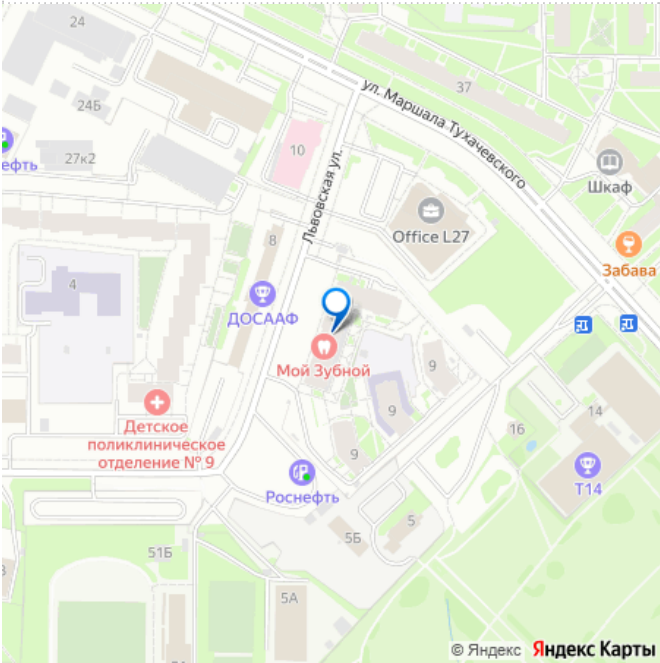 24
37
ул. Маршала Тухачевского
24Б
10
27к2
ефть
Львовская ул.
Шкаф
Office L27
8
Забава
4
ДОСААФ
Мой Зубной
9
9
14
Детское
поликлиническое
отделение № 9
16
9
Т14
Роснефть
5
5Б
51Б
5А
© Яндекс Яндекс Карты